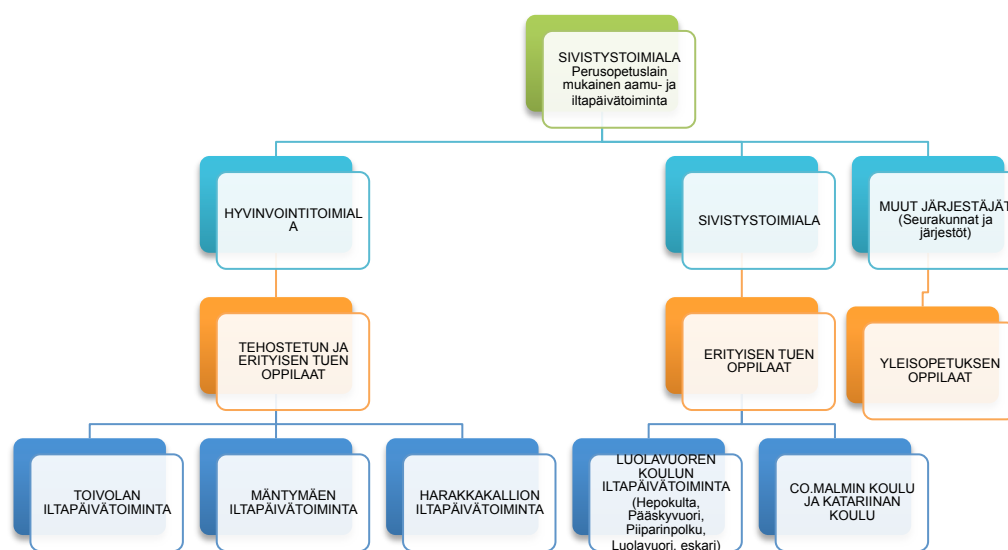 SIVISTYSTOIMIALA
Perusopetuslain
mukainen aamu- ja
iltapäivätoiminta
HYVINVOINTITOIMIAL
A
SIVISTYSTOIMIALA
MUUT JÄRJESTÄJÄT
(Seurakunnat ja
järjestöt)
TEHOSTETUN JA
ERITYISEN TUEN
OPPILAAT
ERITYISEN TUEN
OPPILAAT
YLEISOPETUKSEN
OPPILAAT
TOIVOLAN
ILTAPÄIVÄTOIMINTA
MÄNTYMÄEN
ILTAPÄIVÄTOIMINTA
HARAKKAKALLION
ILTAPÄIVÄTOIMINTA
LUOLAVUOREN
KOULUN
ILTAPÄIVÄTOIMINTA
(Hepokulta,
Pääskyvuori,
Piiparinpolku,
Luolavuori, eskari)
CO.MALMIN KOULU
JA KATARIINAN
KOULU